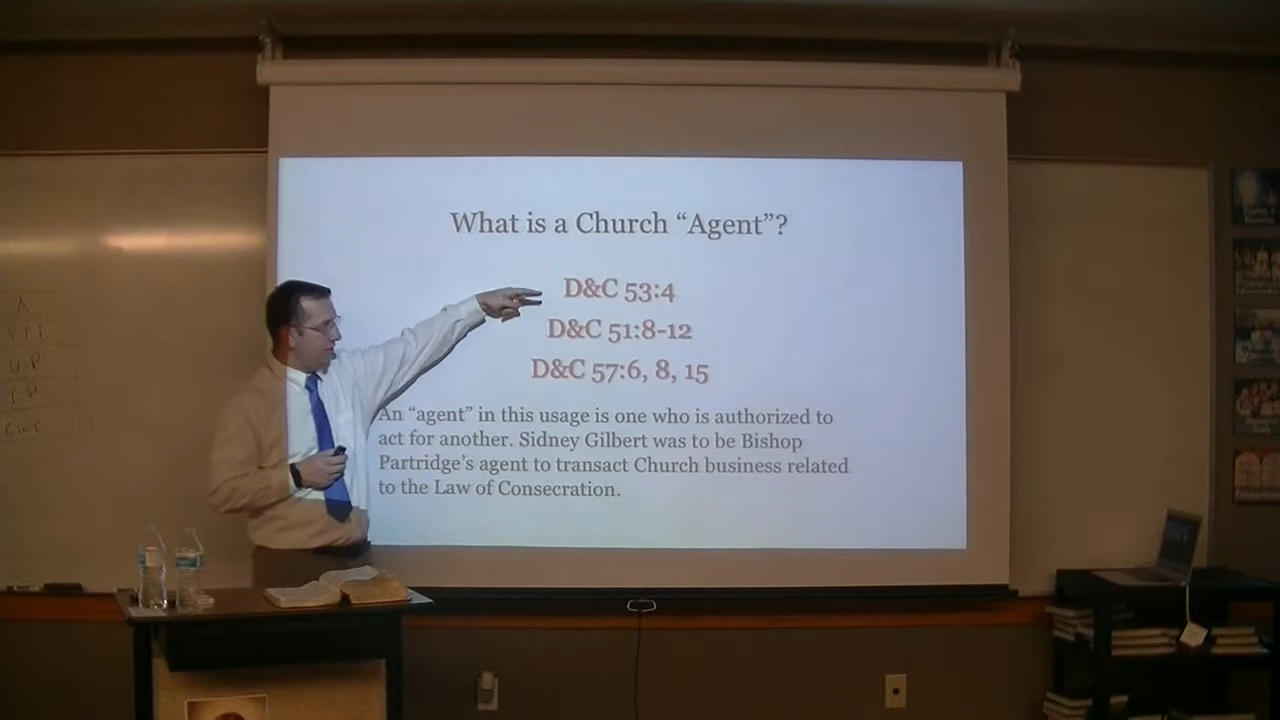 What is a Church “Agent”?
D&C 53:4
D&C 51:8-12
D&C 57:6, 8, 15
An “agent” in this usage is one who is authorized to
act for another. Sidney Gilbert was to be Bishop
Partridge’s agent to transact Church business related
to the Law of Consecration.
A